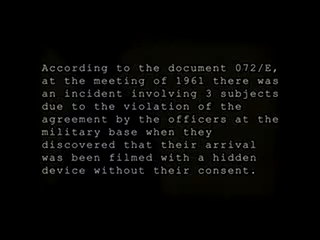 According to the document 072/E,
at the meeting of 1961 there was
an incident involving 3 subjects
due to the violation of the
agreement by the officers at the
military base when they
discovered that their arrival
was been filmed with a hidden
device without their consent.